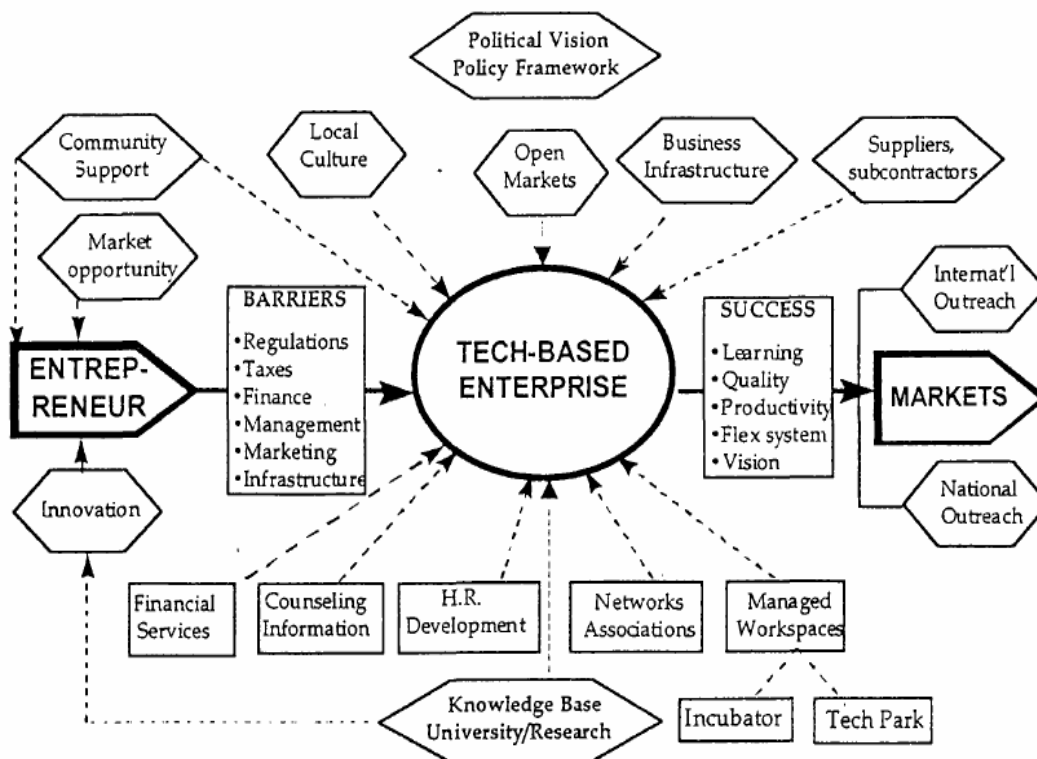 Political Vision
Policy Framework
Community
Support
Local
Culture
Open
Markets
Business
Infrastructure
Suppliers,
subcontractors
Market
opportunity
Internat'l
Outreach
BARRIERS
•Regulations
•Taxes
•Finance
•Management
•Marketing
•Infrastructure
SUCCESS
•Learning
•Quality
•Productivity
•Flex system
•Vision
ENTREP-
RENEUR
TECH-BASED
ENTERPRISE
MARKETS
Innovation
National
Outreach
Financial
Services
Counseling
Information
H.R.
Development
Networks
Associations
Managed
Workspaces
Knowledge Base
University/Research
Incubator
Tech Park